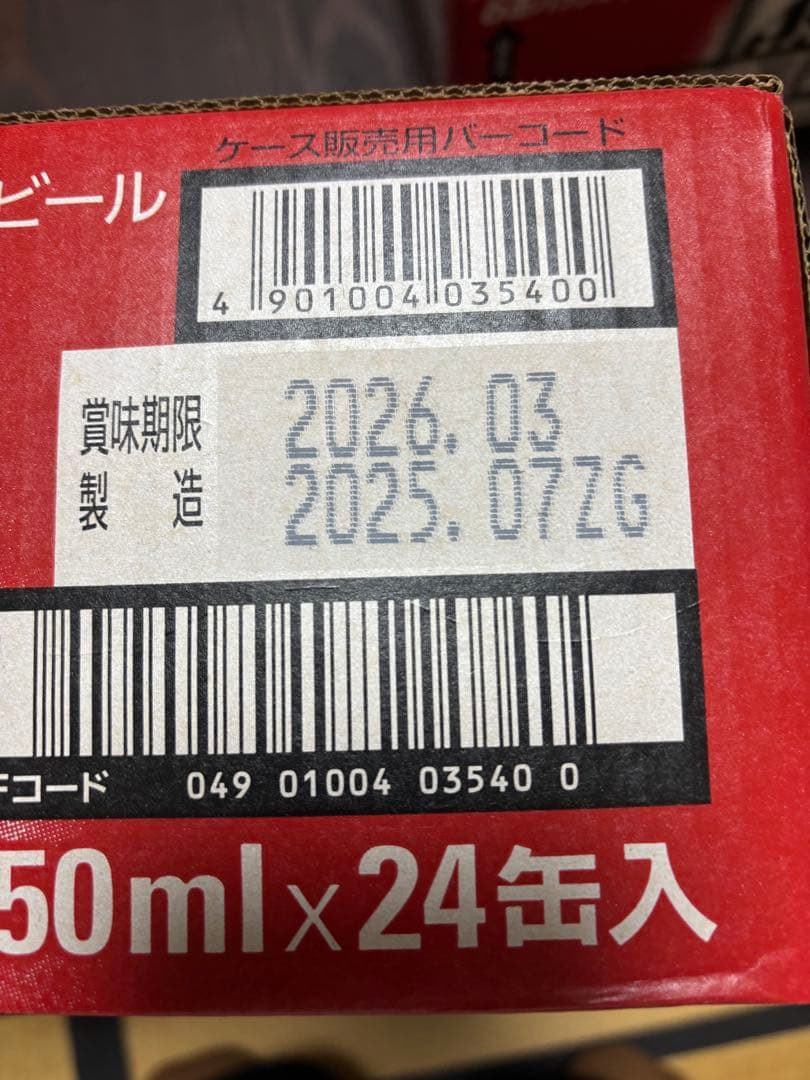 ケース販売用バーコード
ビール
4 901004 035400
賞味期限 2026.03
製造 2025.07ZG
Fコード 049 01004 03540 0
50ml×24缶入